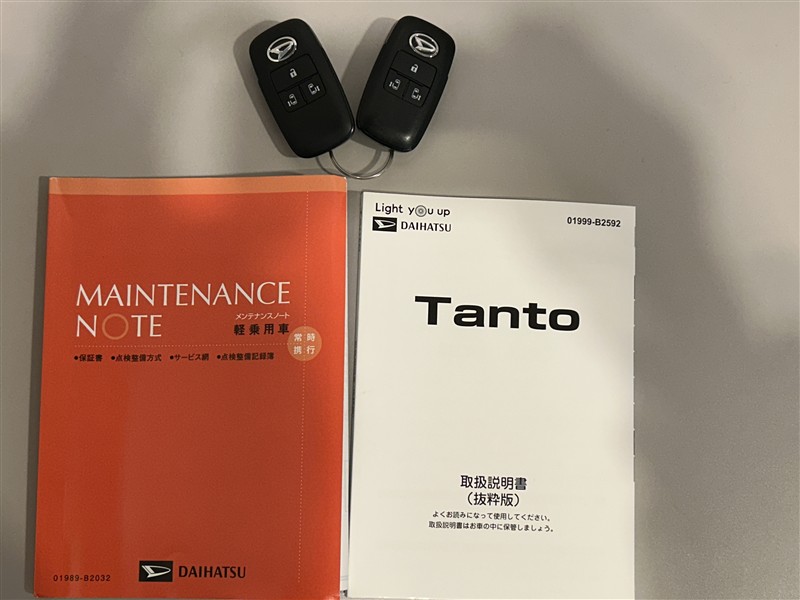 MAINTENANCE
NOTE
メンテナンスノート
軽乗用車
常時
携行
●保証書 ●点検整備方式 ●サービス網 ●点検整備記録簿
01989-B2032
DAIHATSU
Light you up
DAIHATSU
01999-B2592
Tanto
取扱説明書
（抜粋版）
よくお読みになって使用してください。
取扱説明書はお車の中に保管しましょう。